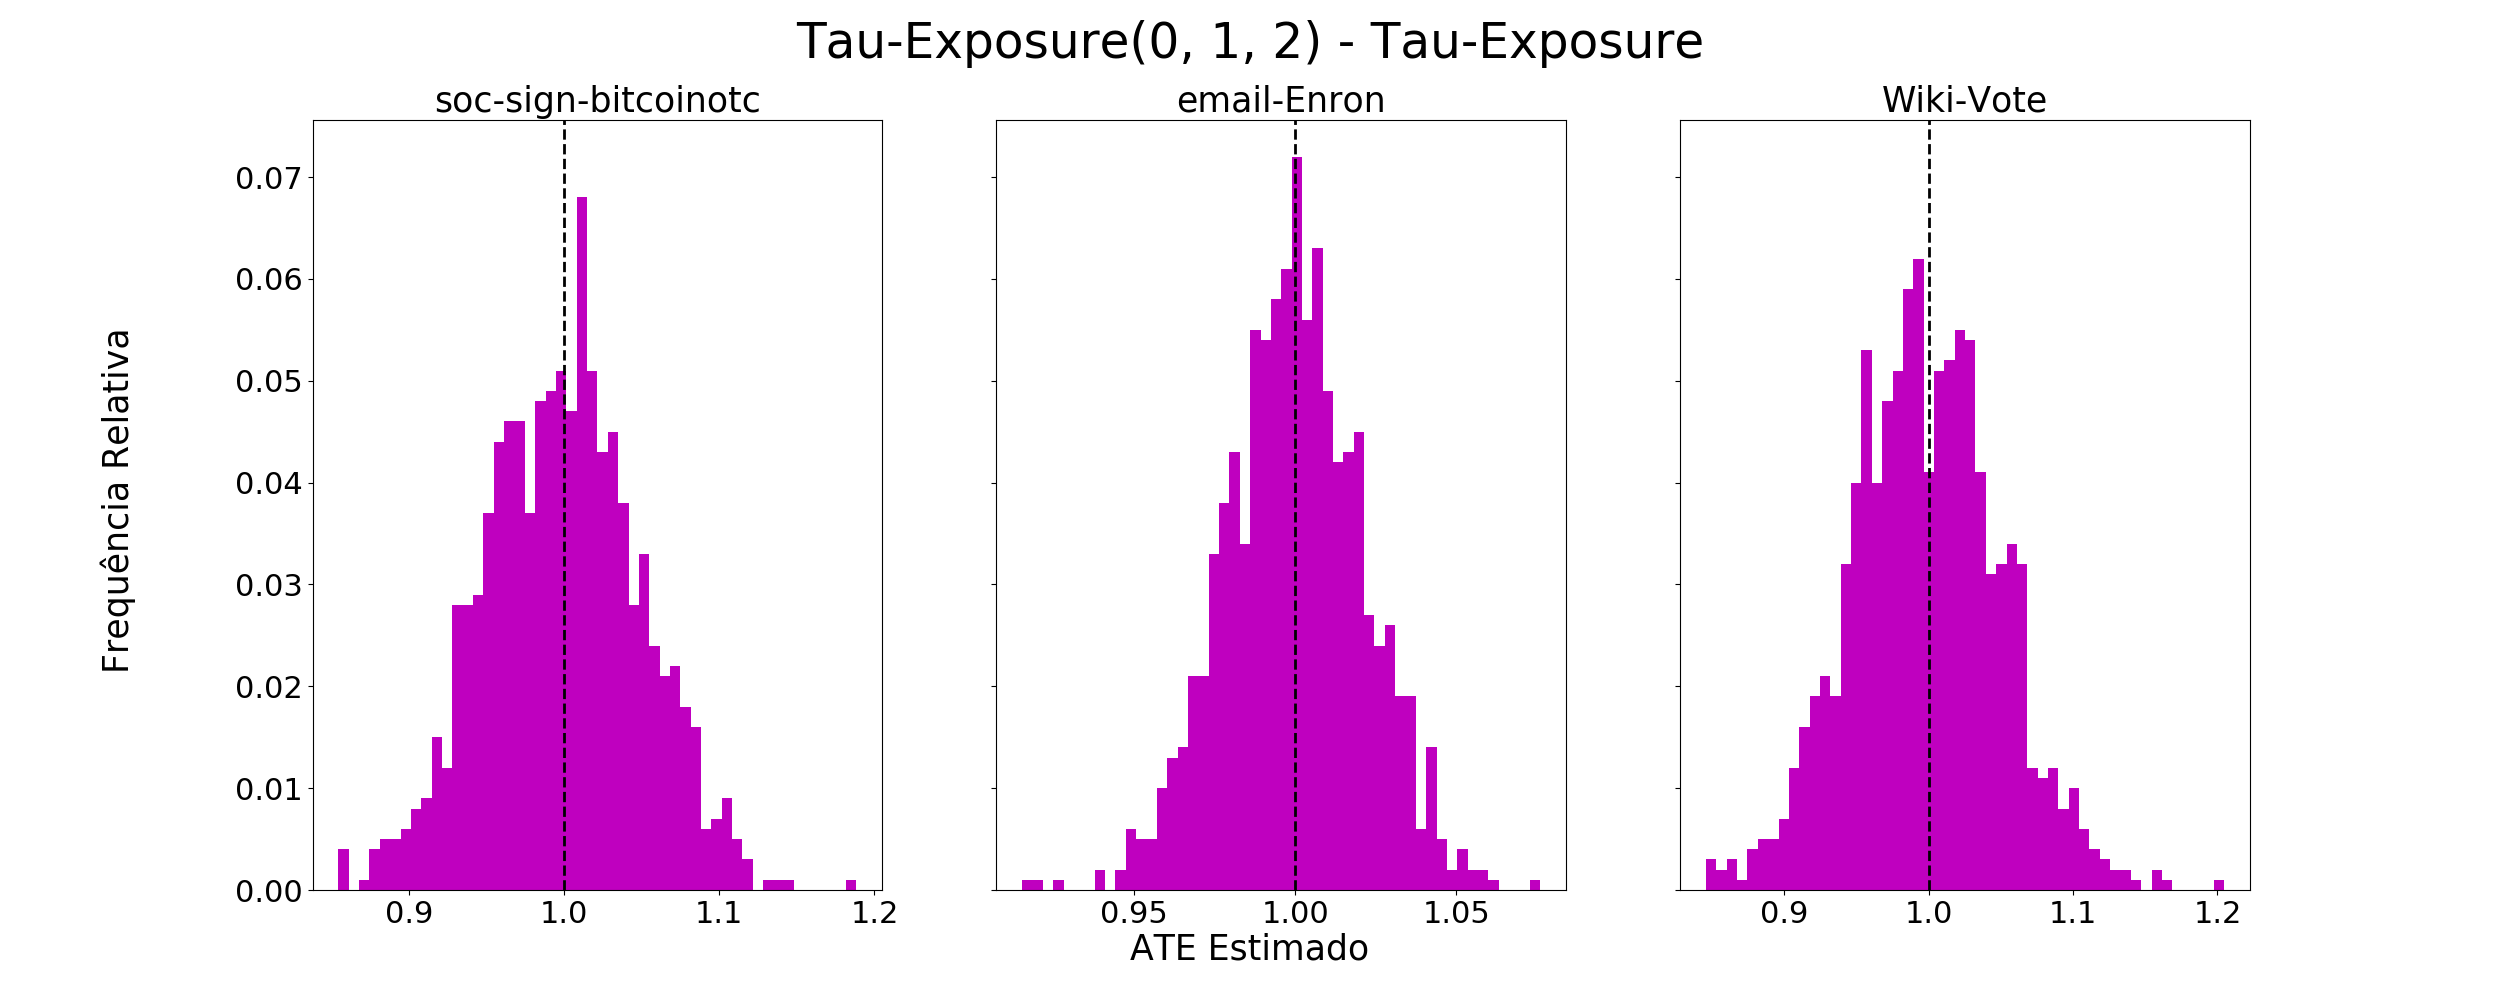 Tau-Exposure(0, 1, 2) - Tau-Exposure
soc-sign-bitcoinotc
email-Enron
Wiki-Vote
Frequência Relativa
0.07
0.06
0.05
0.04
0.03
0.02
0.01
0.00
0.9 1.0 1.1 1.2
0.95 1.00 1.05
0.9 1.0 1.1 1.2
ATE Estimado